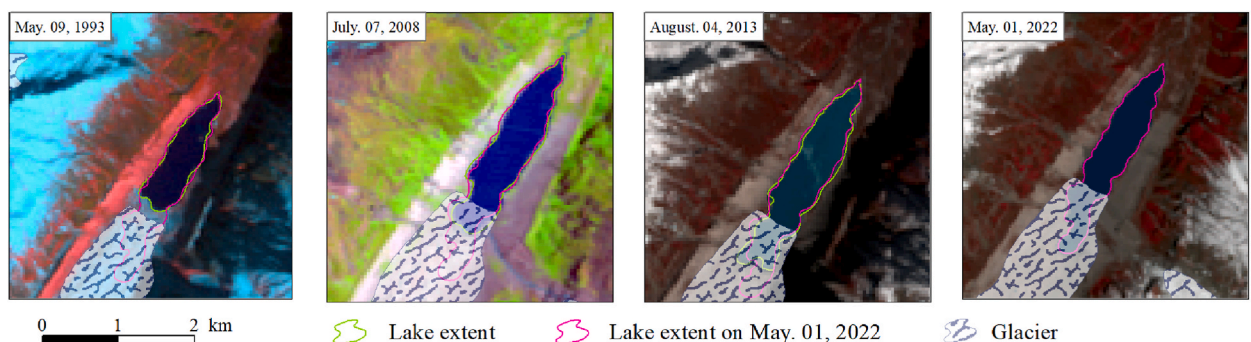 May. 09, 1993
July. 07, 2008
August. 04, 2013
May. 01, 2022
0 1 2 km
Lake extent
Lake extent on May. 01, 2022
Glacier